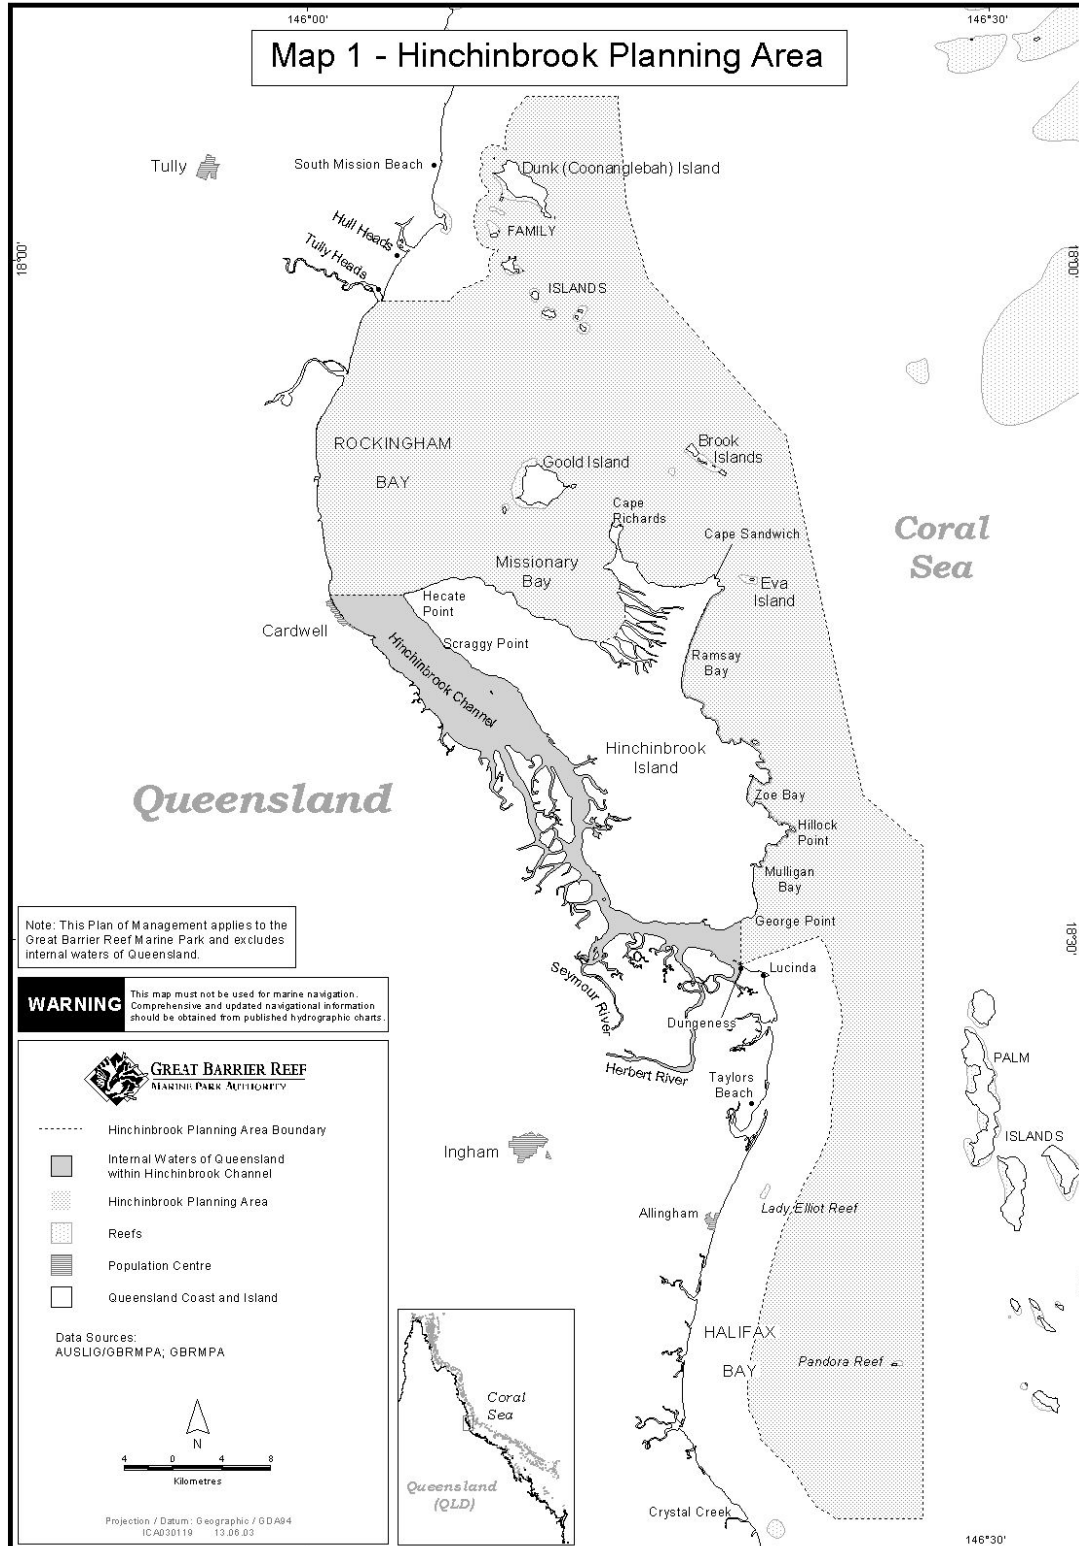 146°00'
146°30'
Map 1 - Hinchinbrook Planning Area
Tully
South Mission Beach
Dunk (Coonanglebah) Island
Hull Heads
FAMILY
Tully Heads
18°00'
18°00'
ISLANDS
ROCKINGHAM
BAY
Goold Island
Brook
Islands
Cape
Richards
Cape Sandwich
Coral
Sea
Missionary
Bay
Eva
Island
Hecate
Point
Cardwell
Scraggy Point
Hinchinbrook Channel
Ramsay
Bay
Hinchinbrook
Island
Queensland
Zoe Bay
Hillock
Point
Mulligan
Bay
George Point
Note: This Plan of Management applies to the
Great Barrier Reef Marine Park and excludes
internal waters of Queensland.
18°30'
Seymour River
Lucinda
WARNING
This map must not be used for marine navigation.
Comprehensive and updated navigational information
should be obtained from published hydrographic charts.
Dungeness
Herbert River
Taylors
Beach
PALM
ISLANDS
Ingham
Allingham
Lady Elliot Reef
HALIFAX
BAY
Pandora Reef
Crystal Creek
GREAT BARRIER REEF
MARINE PARK AUTHORITY
Hinchinbrook Planning Area Boundary
Internal Waters of Queensland
within Hinchinbrook Channel
Hinchinbrook Planning Area
Reefs
Population Centre
Queensland Coast and Island
Data Sources:
AUSLIG/GBRMPA; GBRMPA
N
4 0 4 8
Kilometres
Projection / Datum: Geographic / GDA94
ICA030119 13.06.03
Coral
Sea
Queensland
(QLD)
146°30'